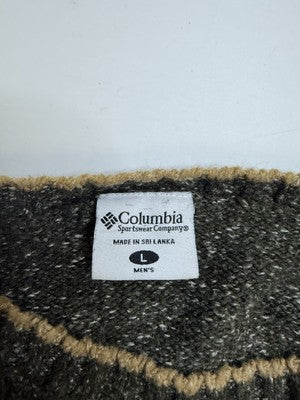 Columbia
Sportswear Company®
MADE IN SRI LANKA
L
MEN'S